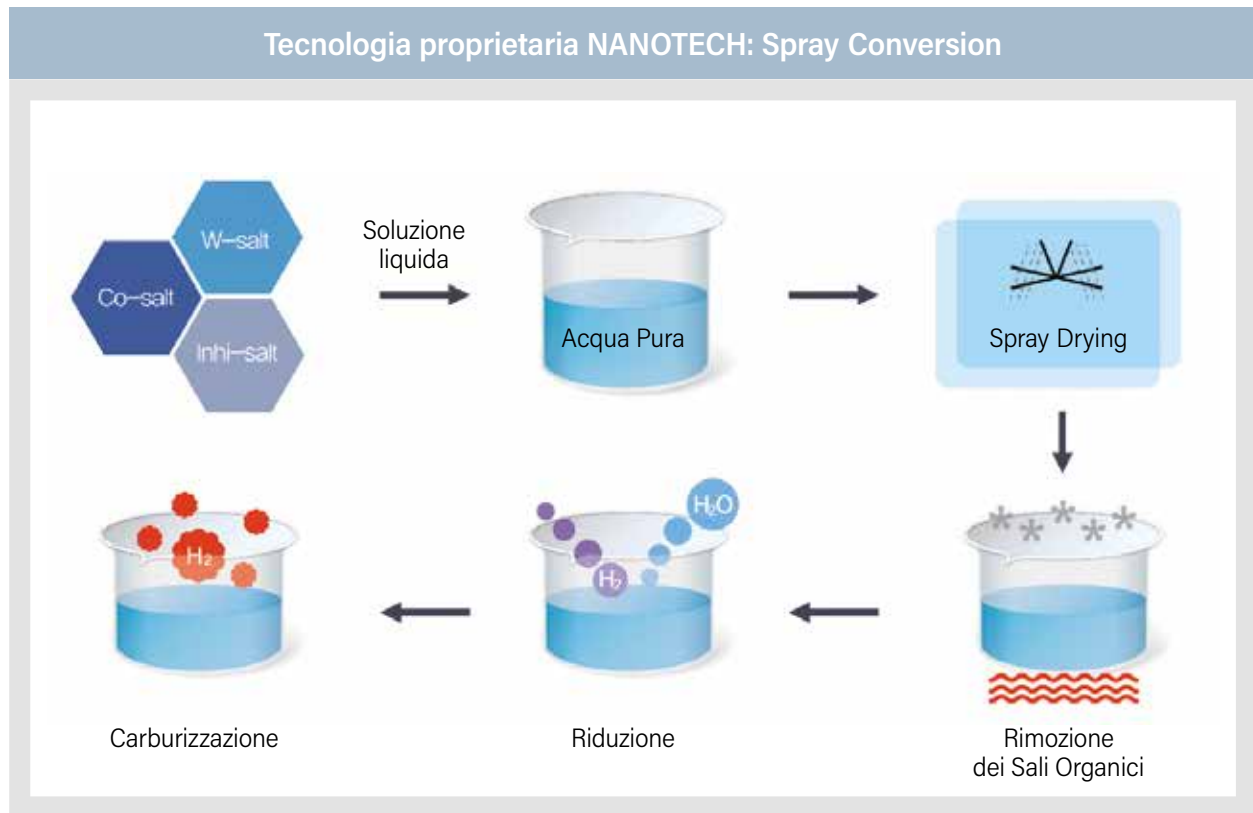 Tecnologia proprietaria NANOTECH: Spray Conversion
W-salt
Co-salt
Inhi-salt
Soluzione
liquida
Acqua Pura
Spray Drying
H₂
H₂
H₂O
Carburizzazione
Riduzione
Rimozione
dei Sali Organici